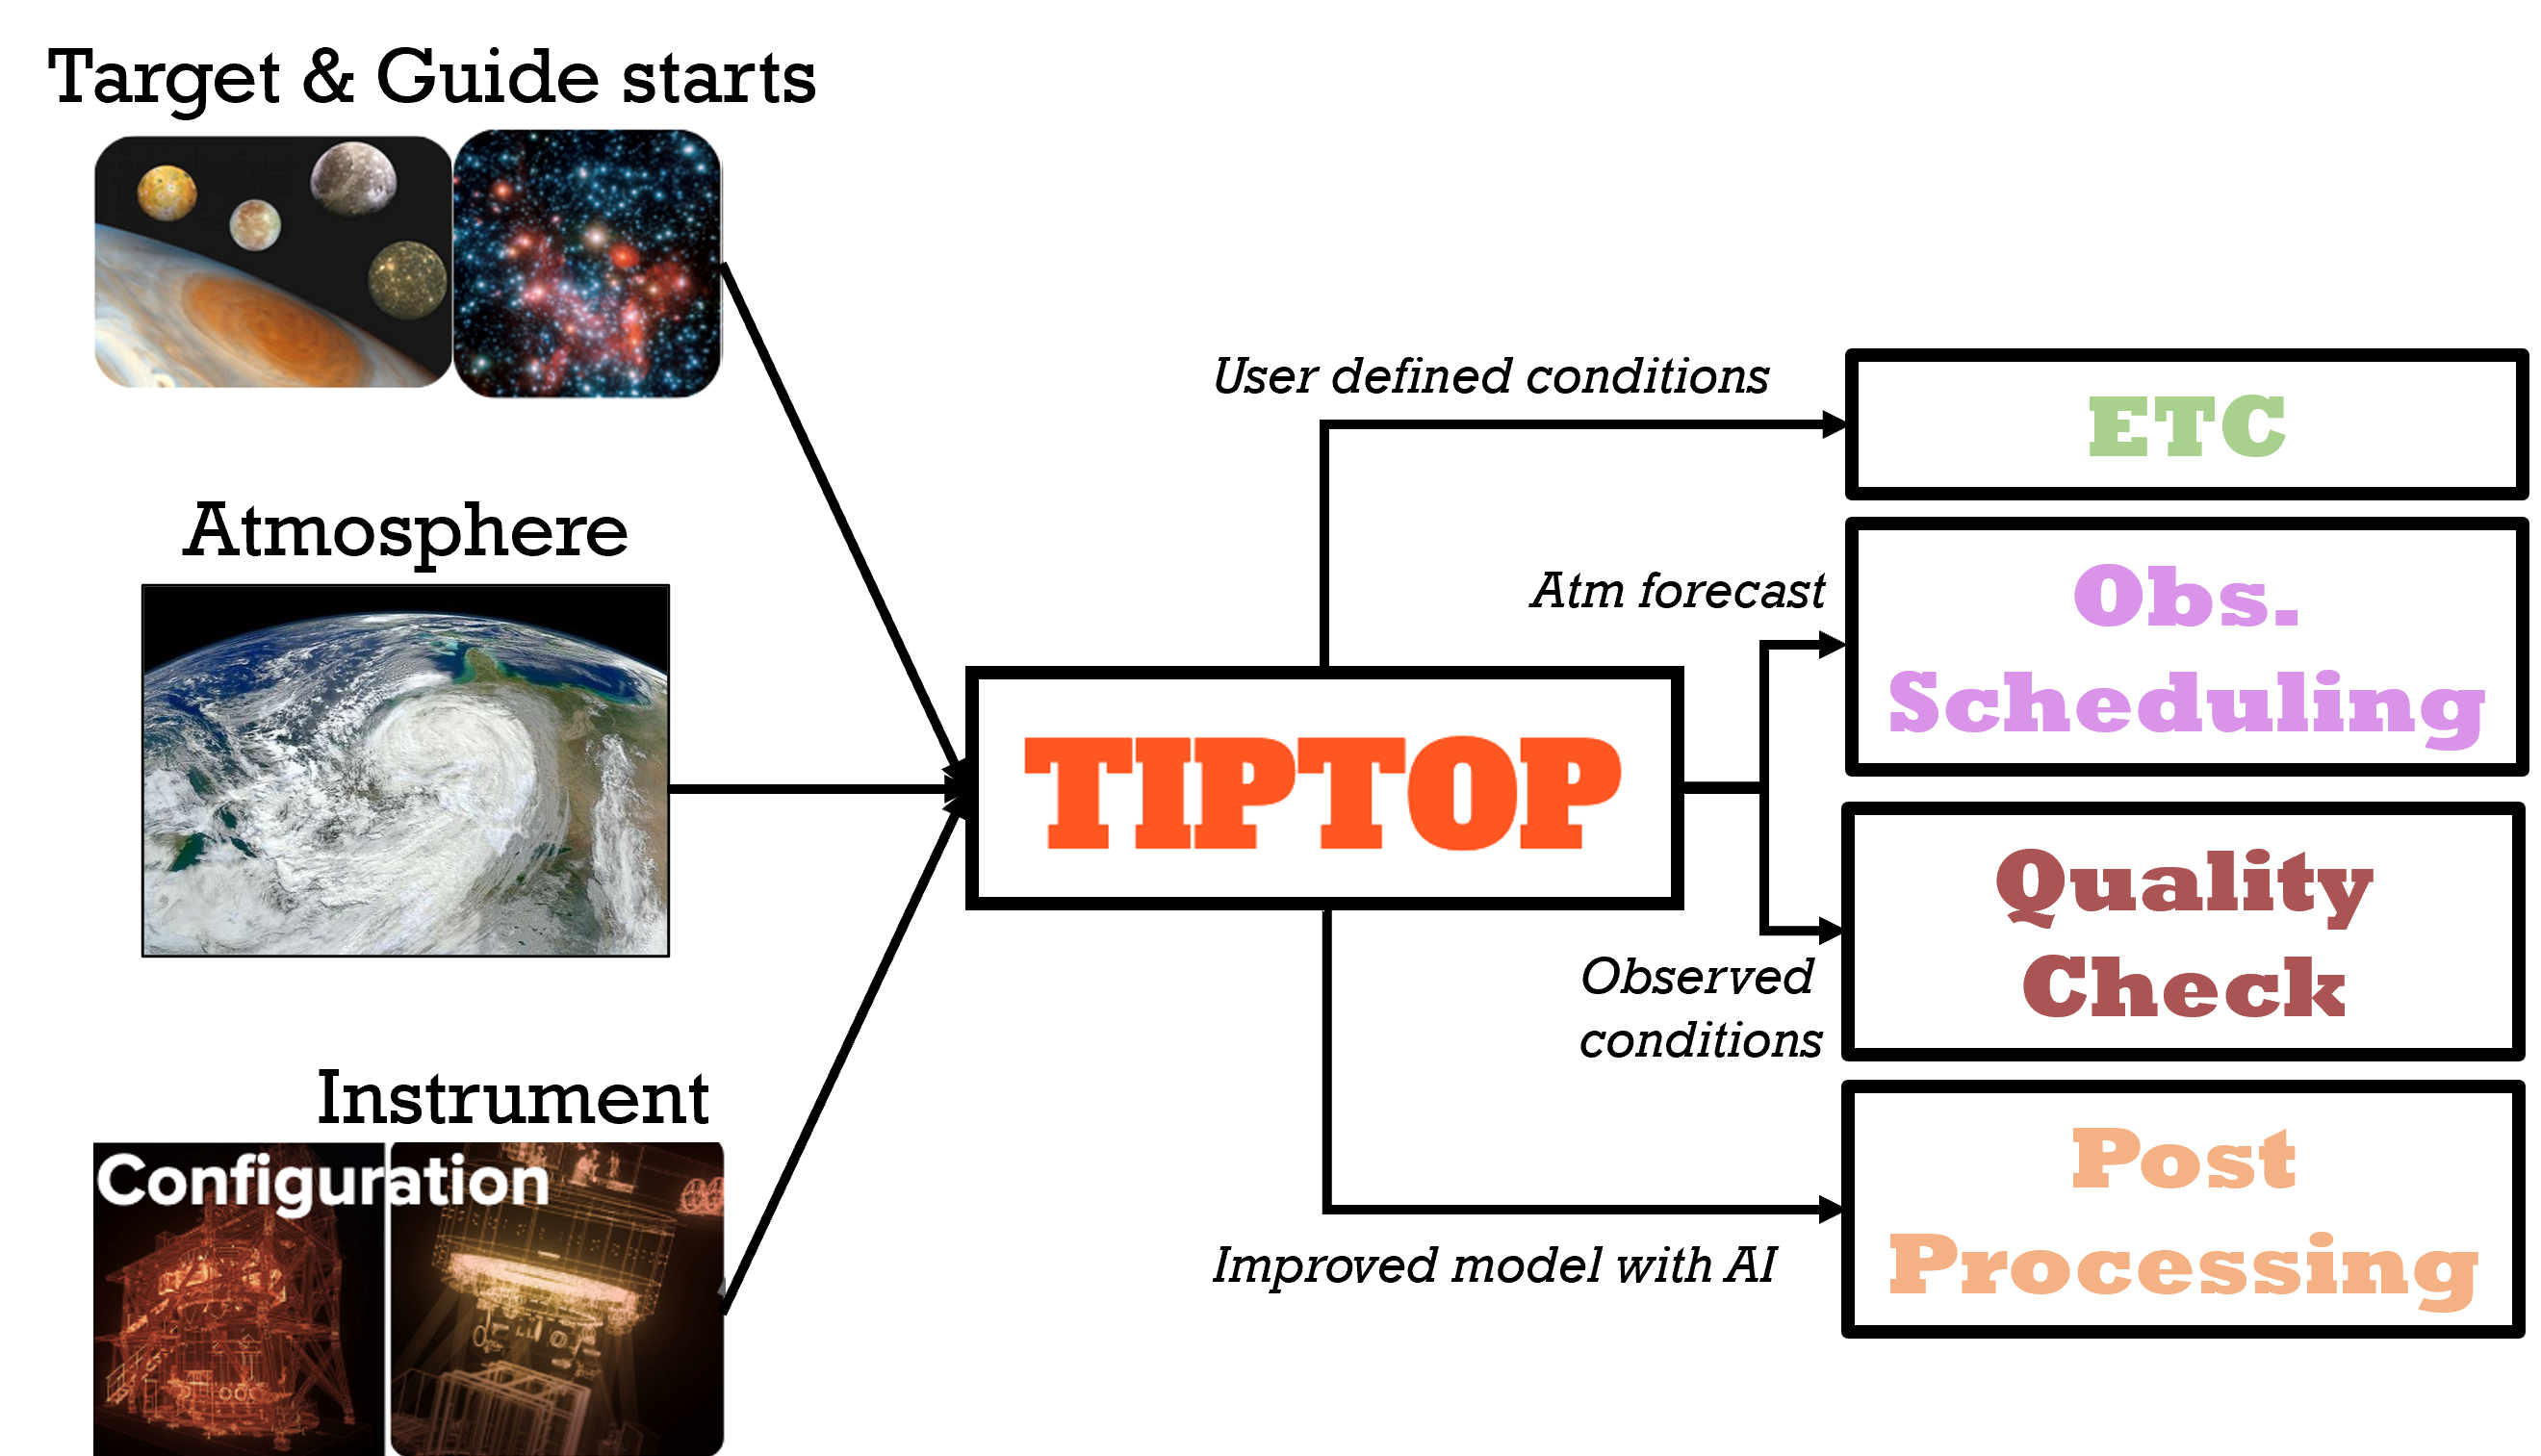 Target & Guide starts
Atmosphere
Instrument
Configuration
TIPTOP
User defined conditions
ETC
Atm forecast
Obs.
Scheduling
Quality
Check
Observed
conditions
Post
Processing
Improved model with AI